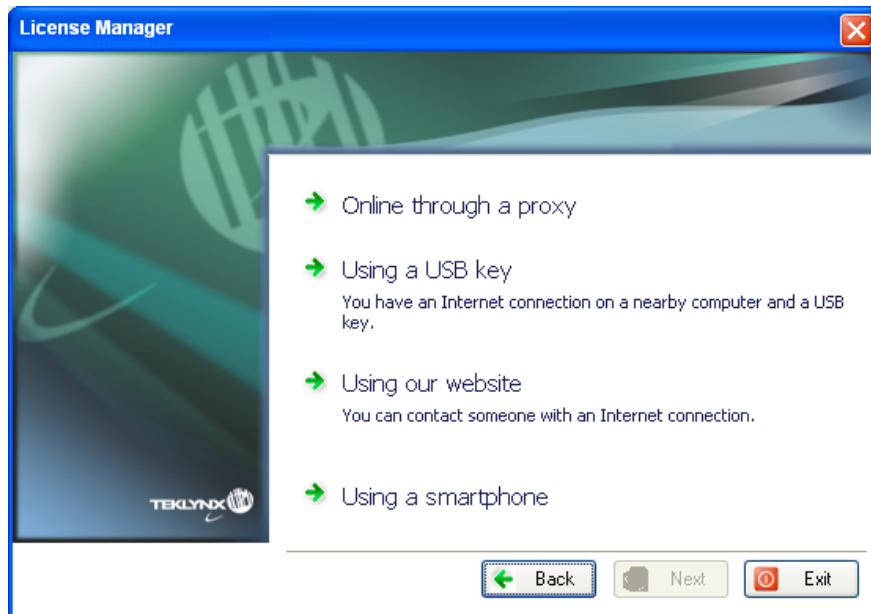 License Manager
Online through a proxy
Using a USB key
You have an Internet connection on a nearby computer and a USB
key.
Using our website
You can contact someone with an Internet connection.
Using a smartphone
TEKLYNX
Back
Next
Exit